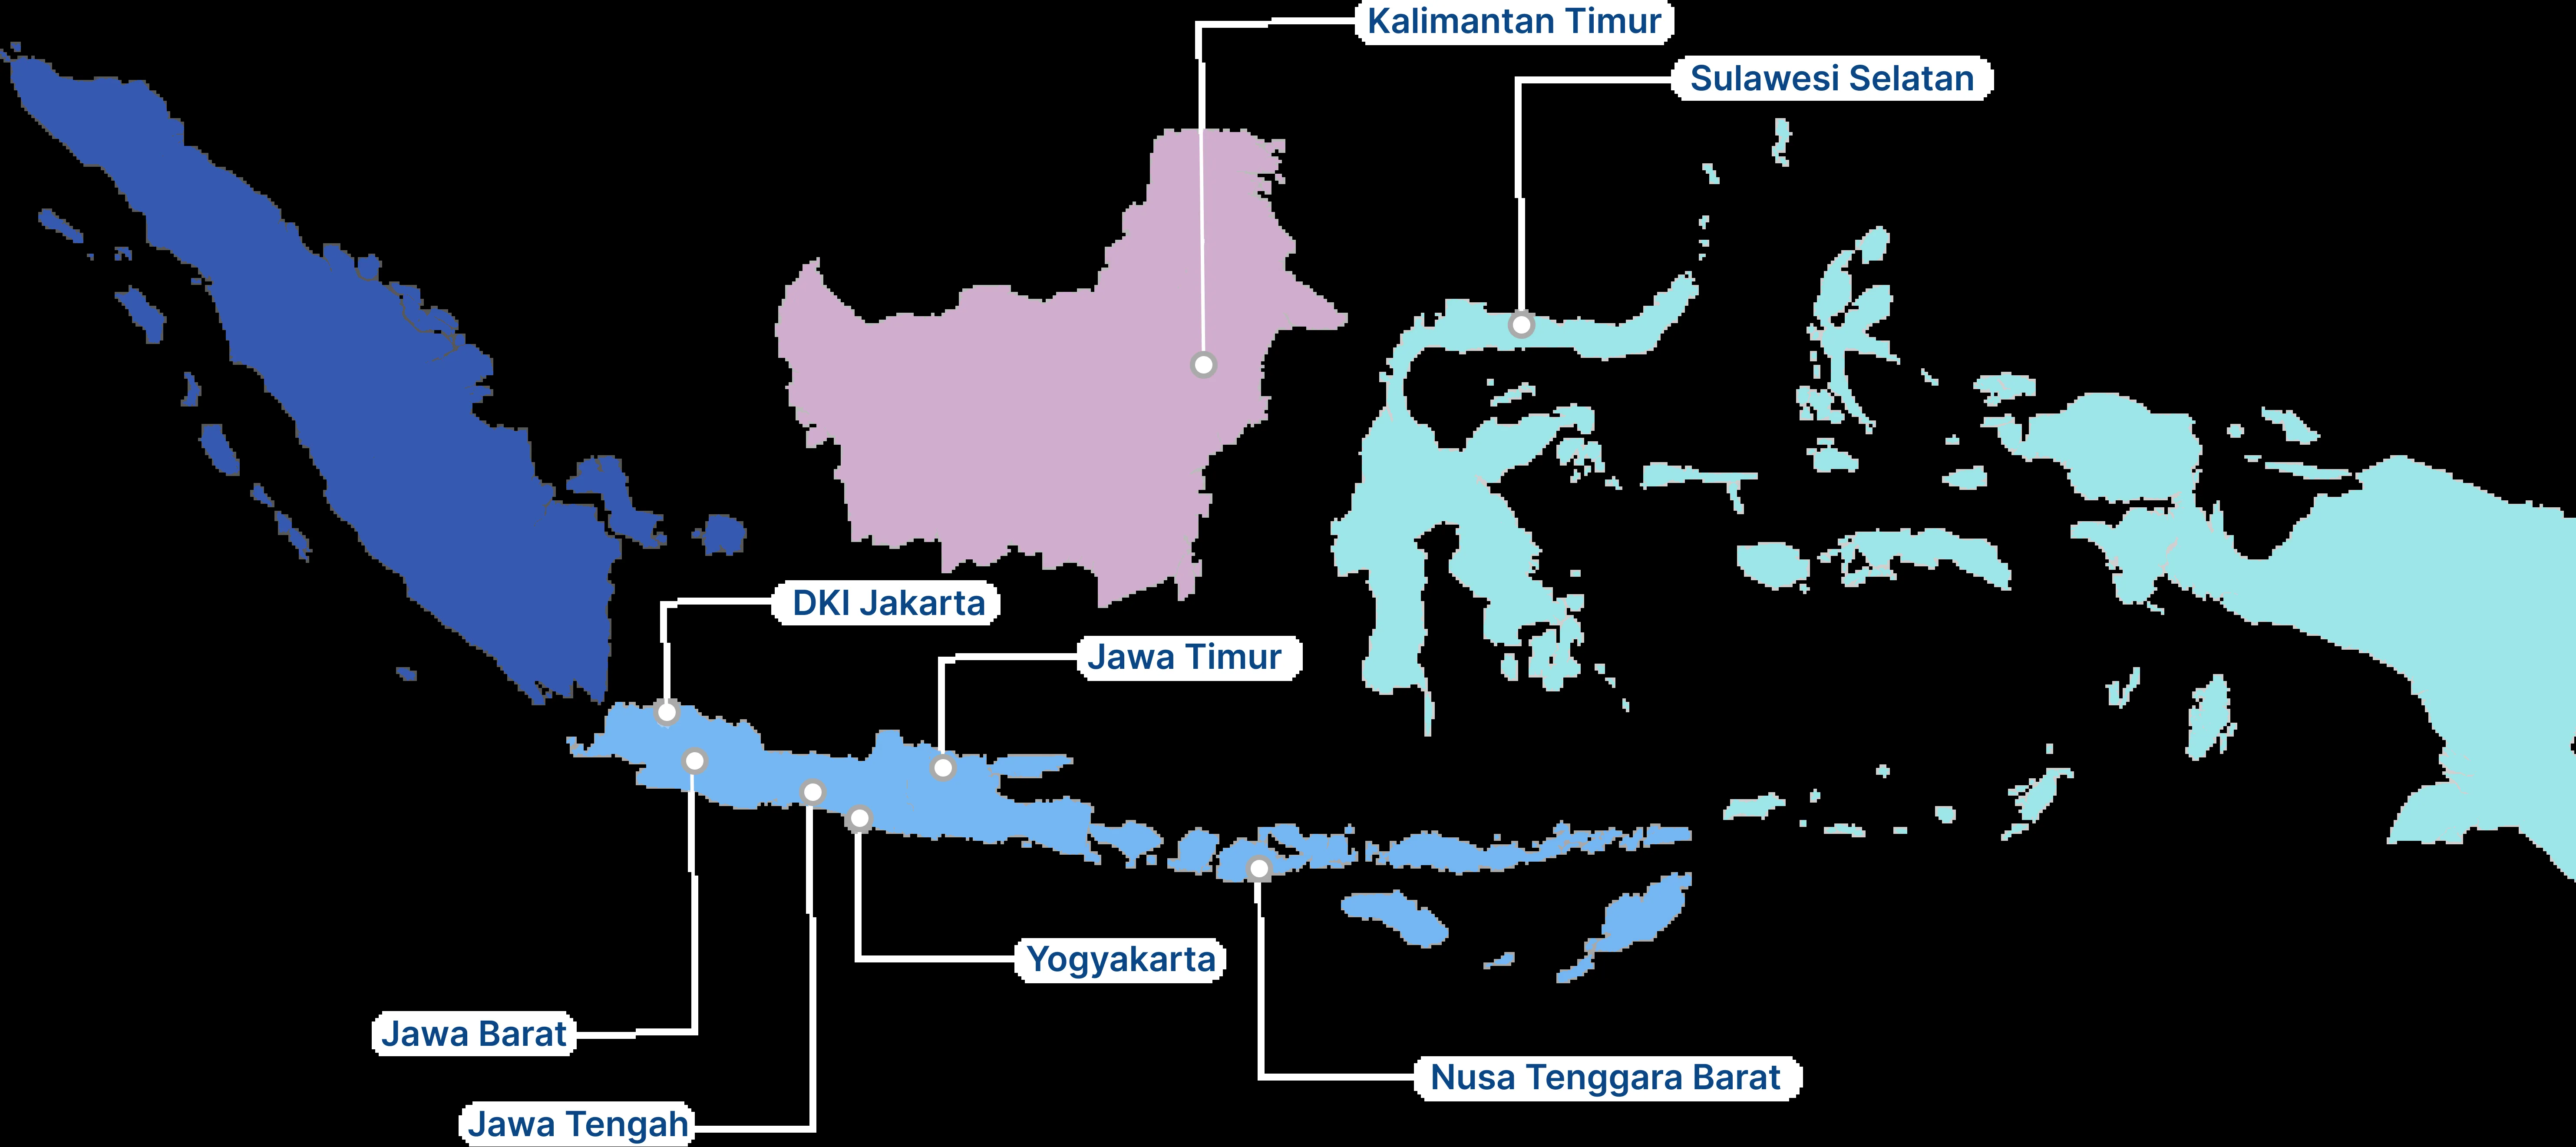 Kalimantan Timur
Sulawesi Selatan
DKI Jakarta
Jawa Timur
Yogyakarta
Jawa Barat
Nusa Tenggara Barat
Jawa Tengah